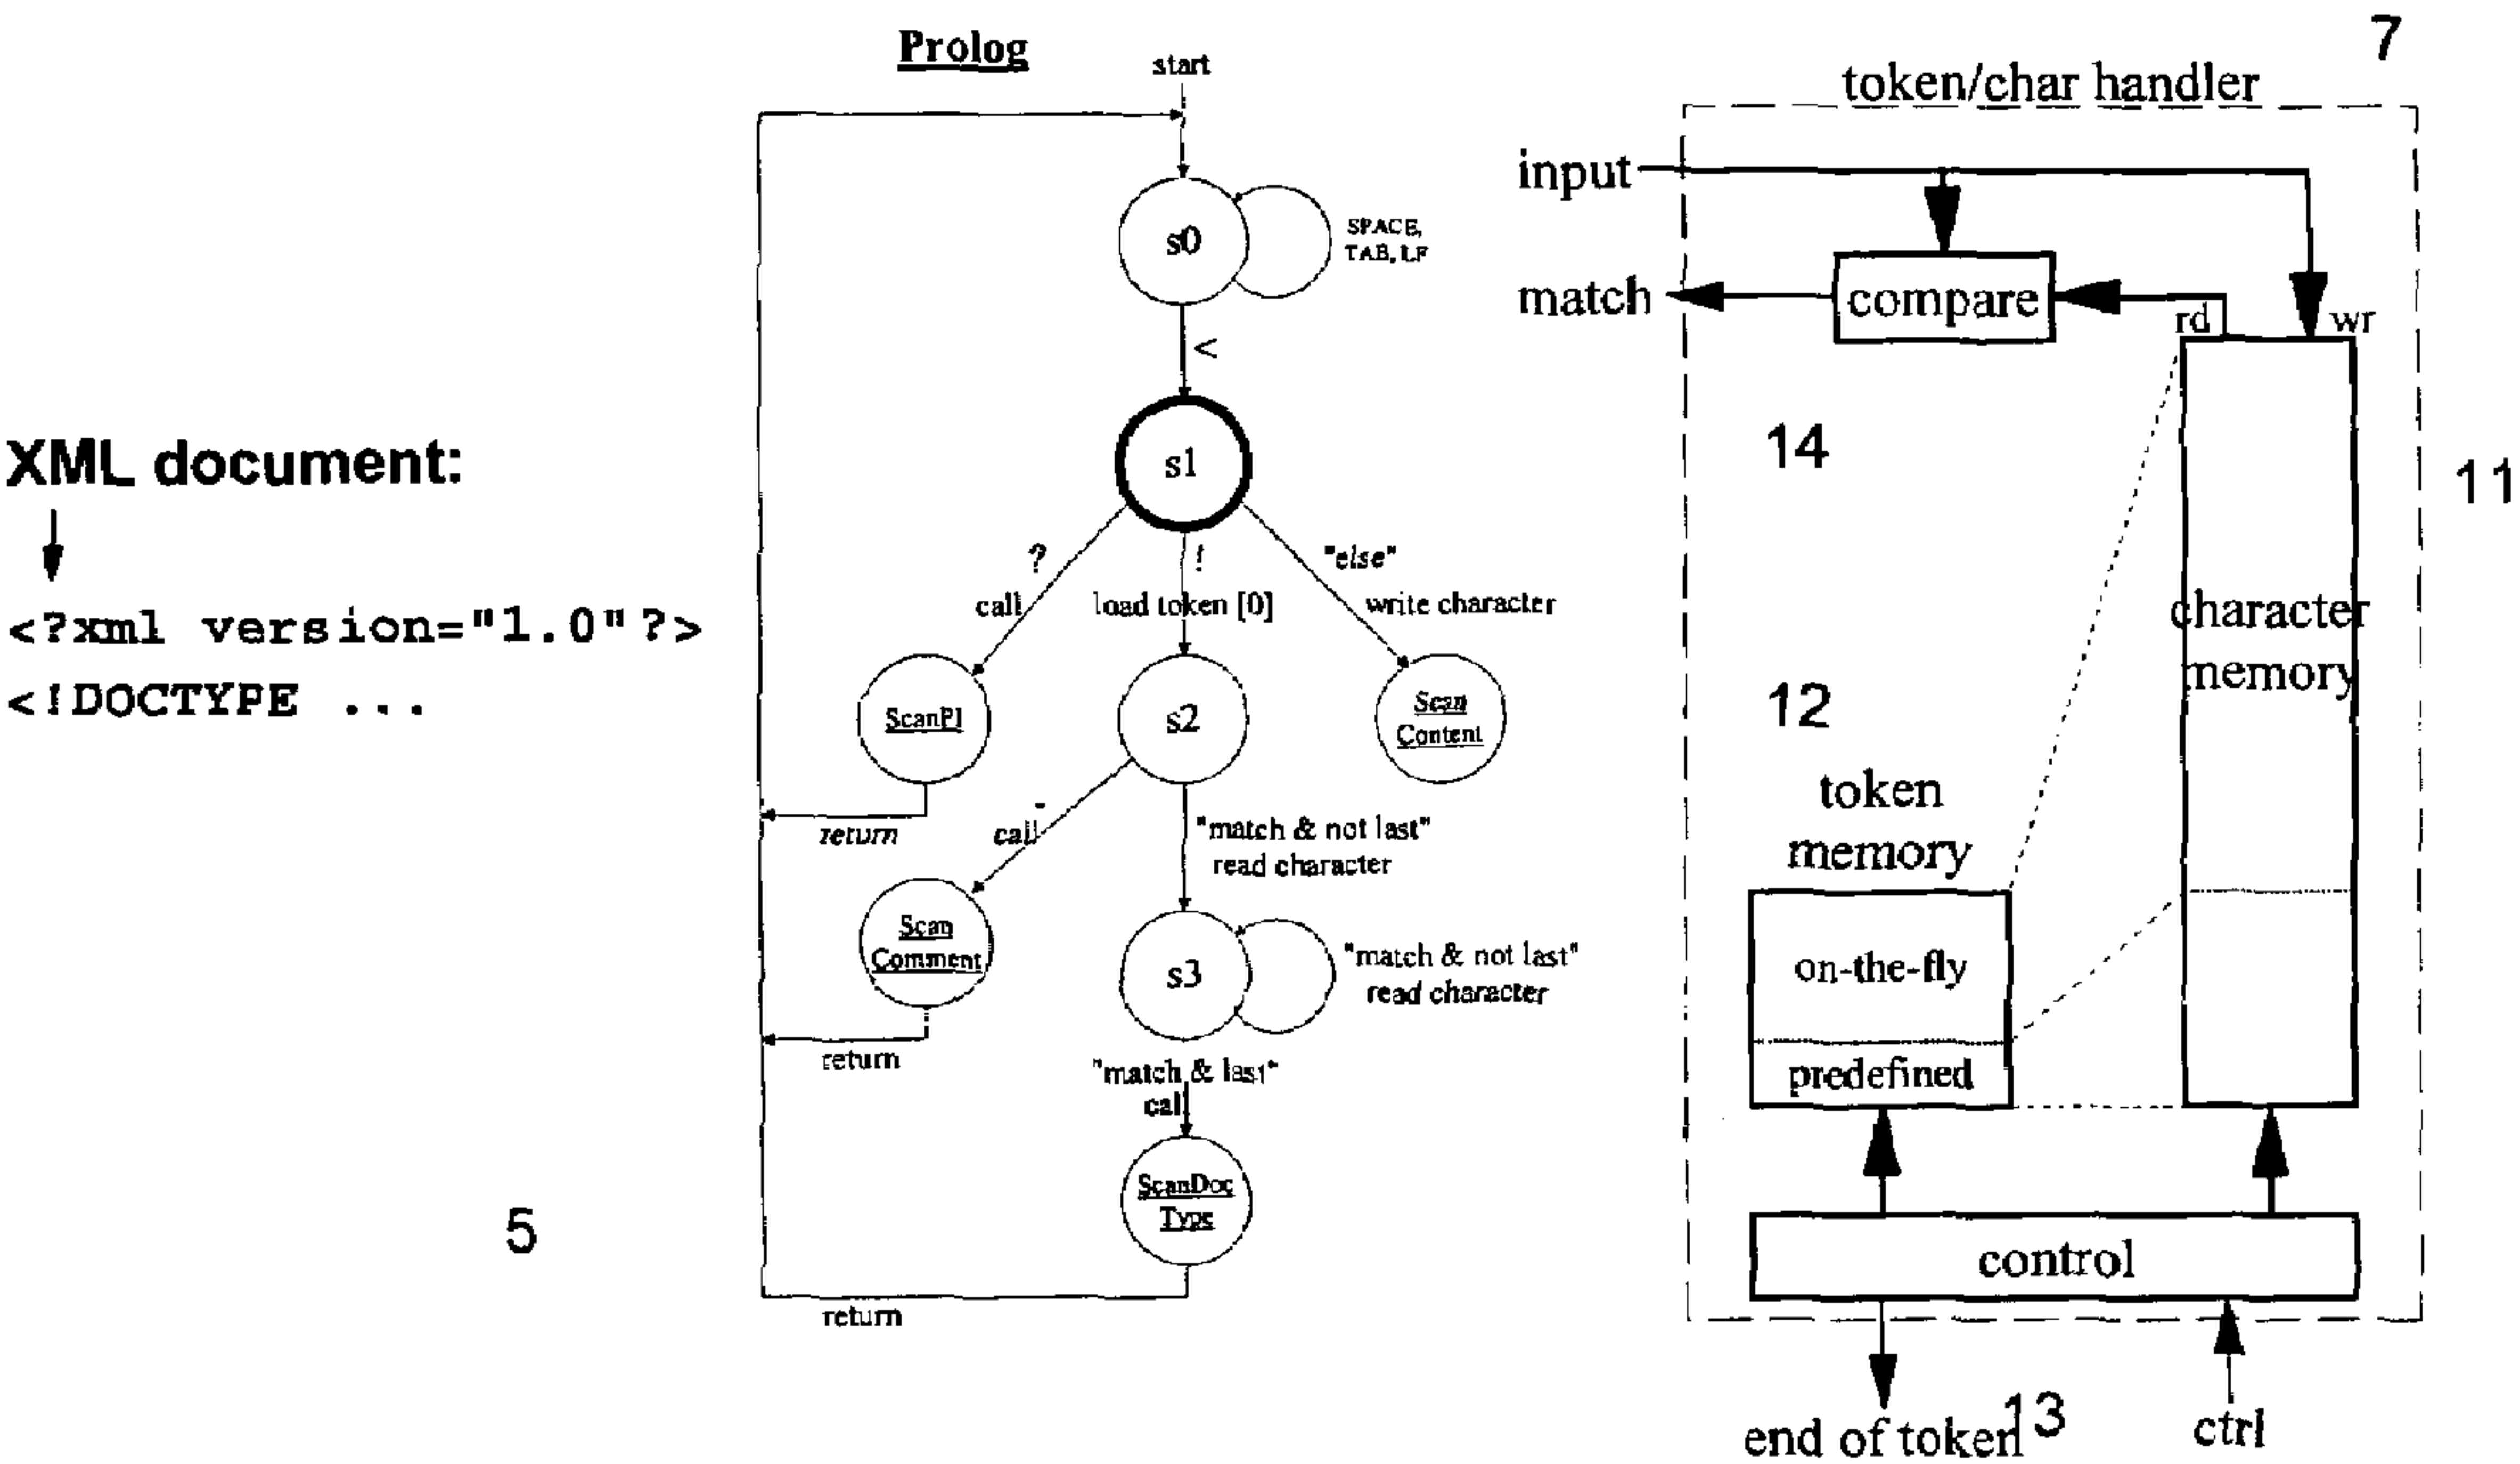 XML document:
<?xml version="1.0"?>
<!DOCTYPE ...
5
Prolog
start
s0
SPACE,
TAB, LF
<
s1
?
call
!
load token [0]
"else"
write character
ScanPI
s2
Scan
Content
return
-
call
"match & not last"
read character
Scan
Comment
s3
"match & not last"
read character
return
"match & last"
call
ScanDoc
Type
return
7
token/char handler
input
match
compare
rd
wr
14
11
character
memory
12
token
memory
on-the-fly
predefined
control
end of token
13
ctrl